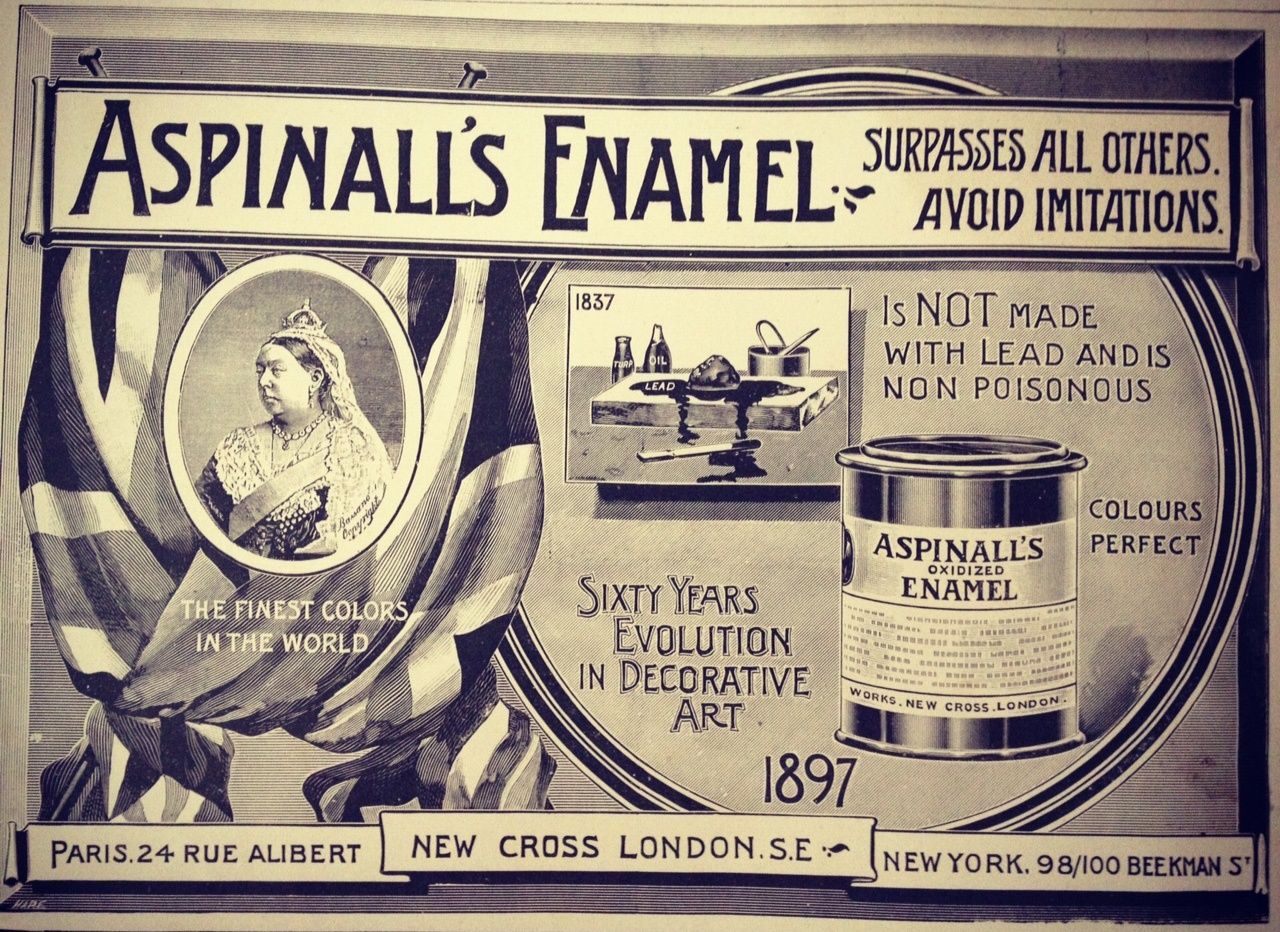 ASPINALL'S ENAMEL
SURPASSES ALL OTHERS.
AVOID IMITATIONS.
Bassano
Copyright
THE FINEST COLORS
IN THE WORLD
1837
TURP
OIL
LEAD
IS NOT MADE
WITH LEAD AND IS
NON POISONOUS
COLOURS
PERFECT
ASPINALL'S
OXIDIZED
ENAMEL
WORKS. NEW CROSS. LONDON.
SIXTY YEARS
EVOLUTION
IN DECORATIVE
ART
1897
PARIS. 24 RUE ALIBERT
NEW CROSS LONDON. S.E
NEW YORK. 98/100 BEEKMAN ST
HARE